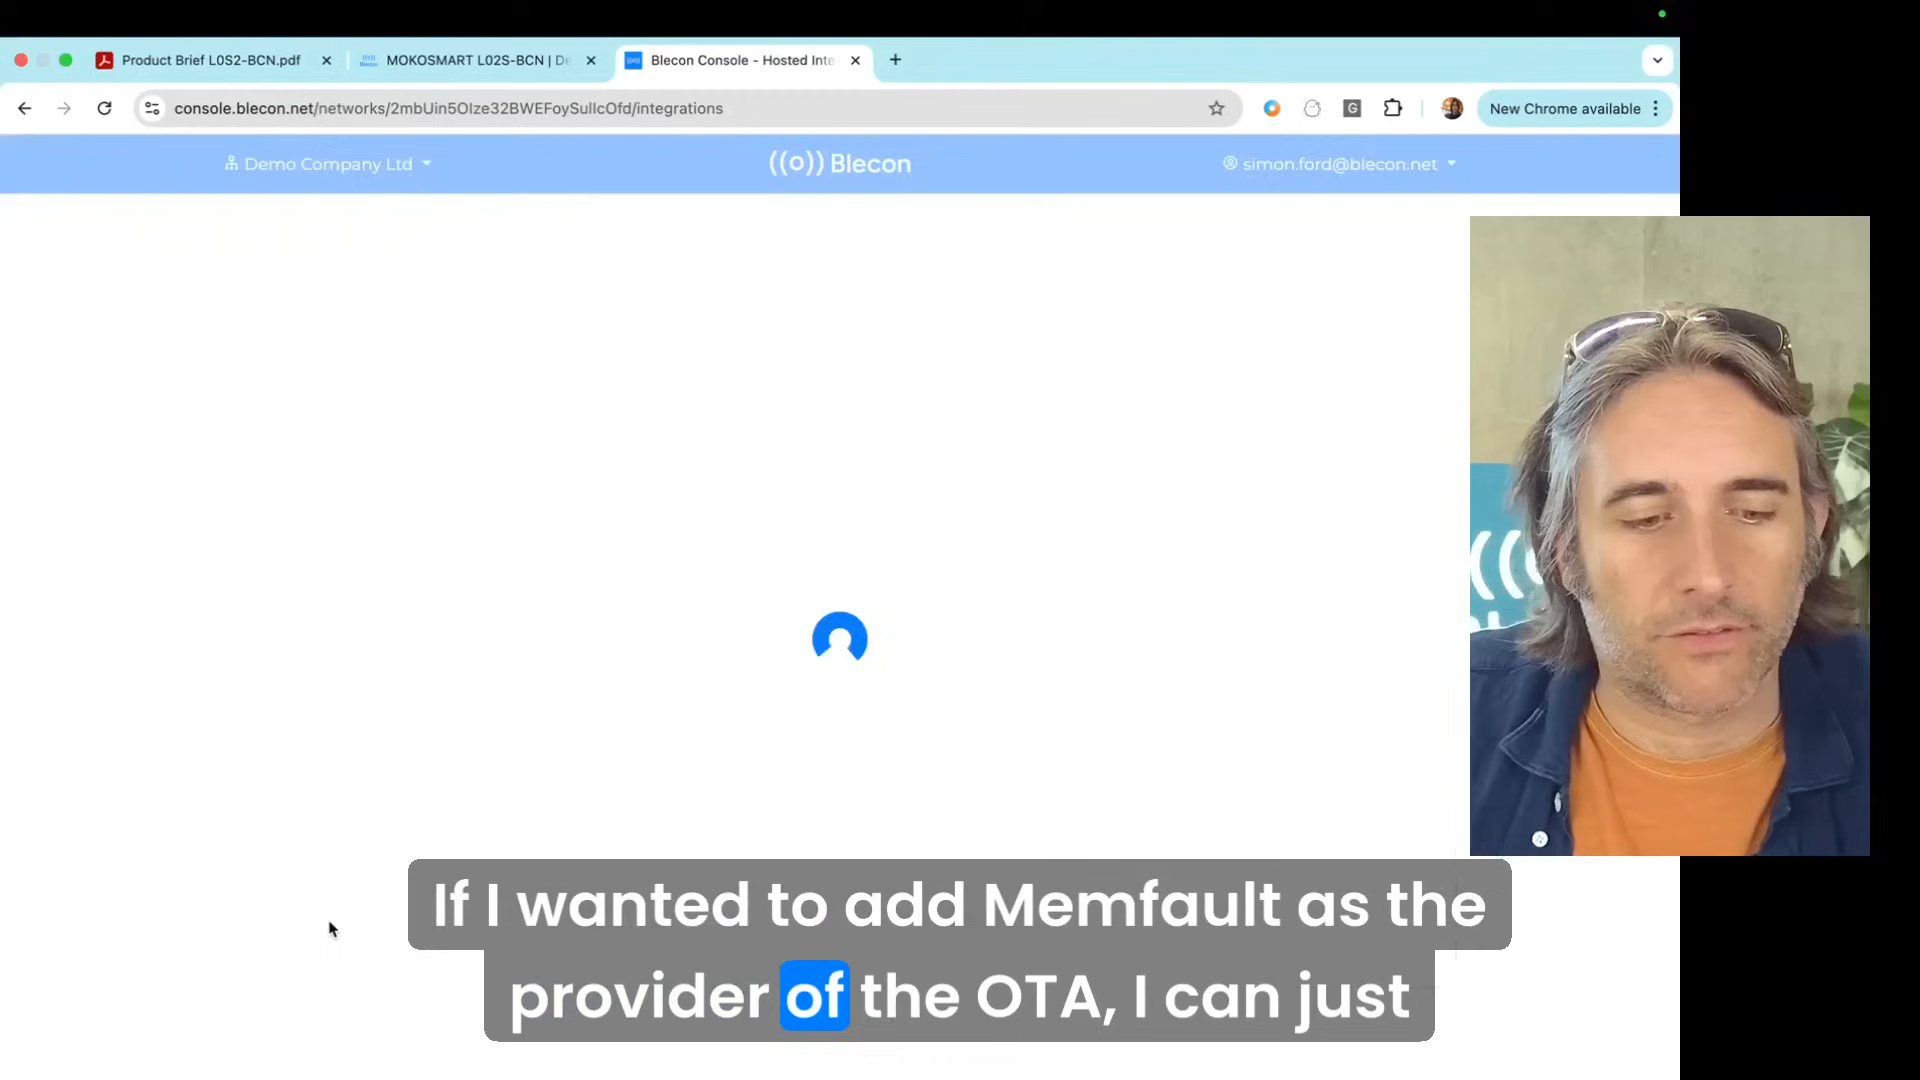 Product Brief L0S2-BCN.pdf
MOKOSMART L02S-BCN | De
Blecon Console - Hosted Inte
console.blecon.net/networks/2mbUin5OIze32BWEFoySullcOfd/integrations
G
New Chrome available
Demo Company Ltd
((o)) Blecon
simon.ford@blecon.net
If I wanted to add Memfault as the
provider of the OTA, I can just